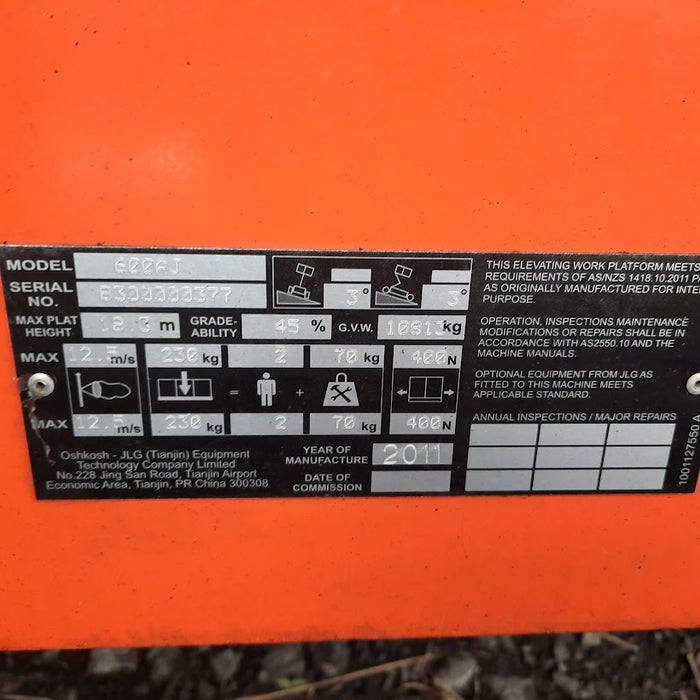 MODEL 600AJ
SERIAL NO. B300000377
3° 3°
MAX PLAT HEIGHT 18.3 m GRADE-ABILITY 45 % G.V.W. 10813kg
MAX 12.5 m/s 230 kg 2 70 kg 400 N
= +
MAX 12.5 m/s 230 kg 2 70 kg 400 N
Oshkosh - JLG (Tianjin) Equipment
Technology Company Limited
No.228 Jing San Road, Tianjin Airport
Economic Area, Tianjin, PR China 300308
YEAR OF MANUFACTURE 2011
DATE OF COMMISSION
THIS ELEVATING WORK PLATFORM MEETS
REQUIREMENTS OF AS/NZS 1418.10.2011
AS ORIGINALLY MANUFACTURED FOR
PURPOSE.
OPERATION, INSPECTIONS MAINTENANCE
MODIFICATIONS OR REPAIRS SHALL BE IN
ACCORDANCE WITH AS2550.10 AND THE
MACHINE MANUALS.
OPTIONAL EQUIPMENT FROM JLG AS
FITTED TO THIS MACHINE MEETS
APPLICABLE STANDARD.
ANNUAL INSPECTIONS / MAJOR REPAIRS
1001127550 A